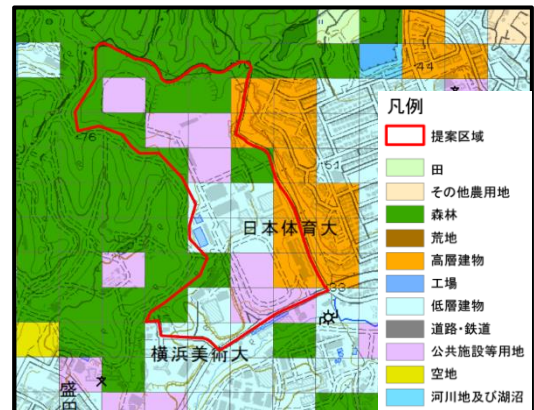 44
凡例
76
提案区域
51
田
その他農用地
森林
荒地
日本体育大
高層建物
工場
低層建物
道路・鉄道
横浜美術大
公共施設等用地
空地
河川地及び湖沼